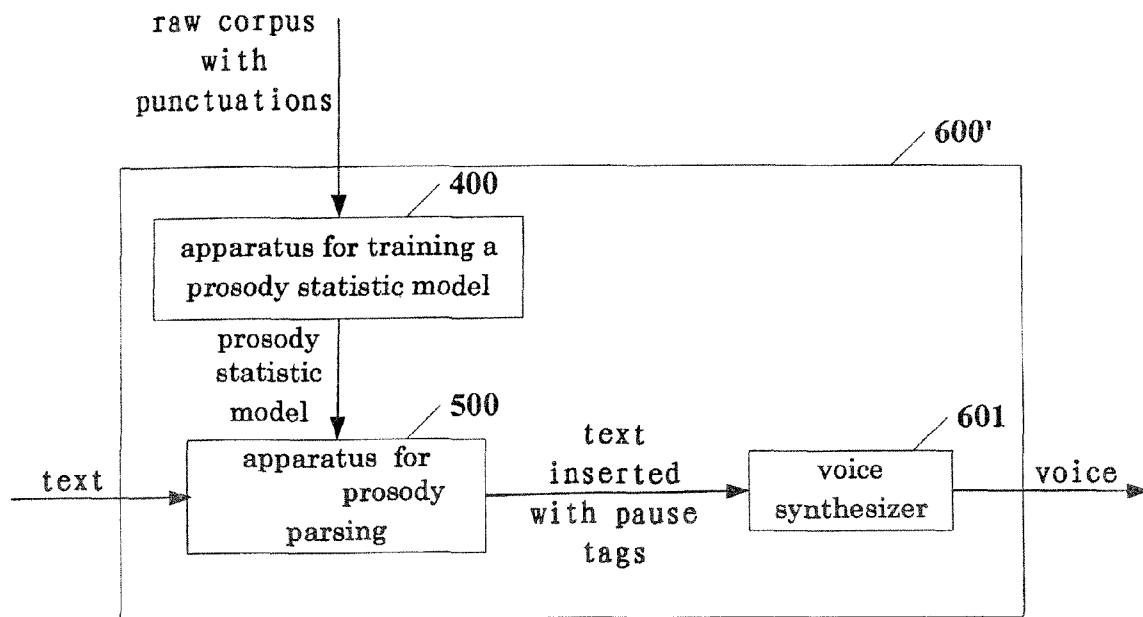 raw corpus
with
punctuations
600'
400
apparatus for training a
prosody statistic model
prosody
statistic
model
500
apparatus for
prosody
parsing
text
text
inserted
with pause
tags
601
voice
synthesizer
voice